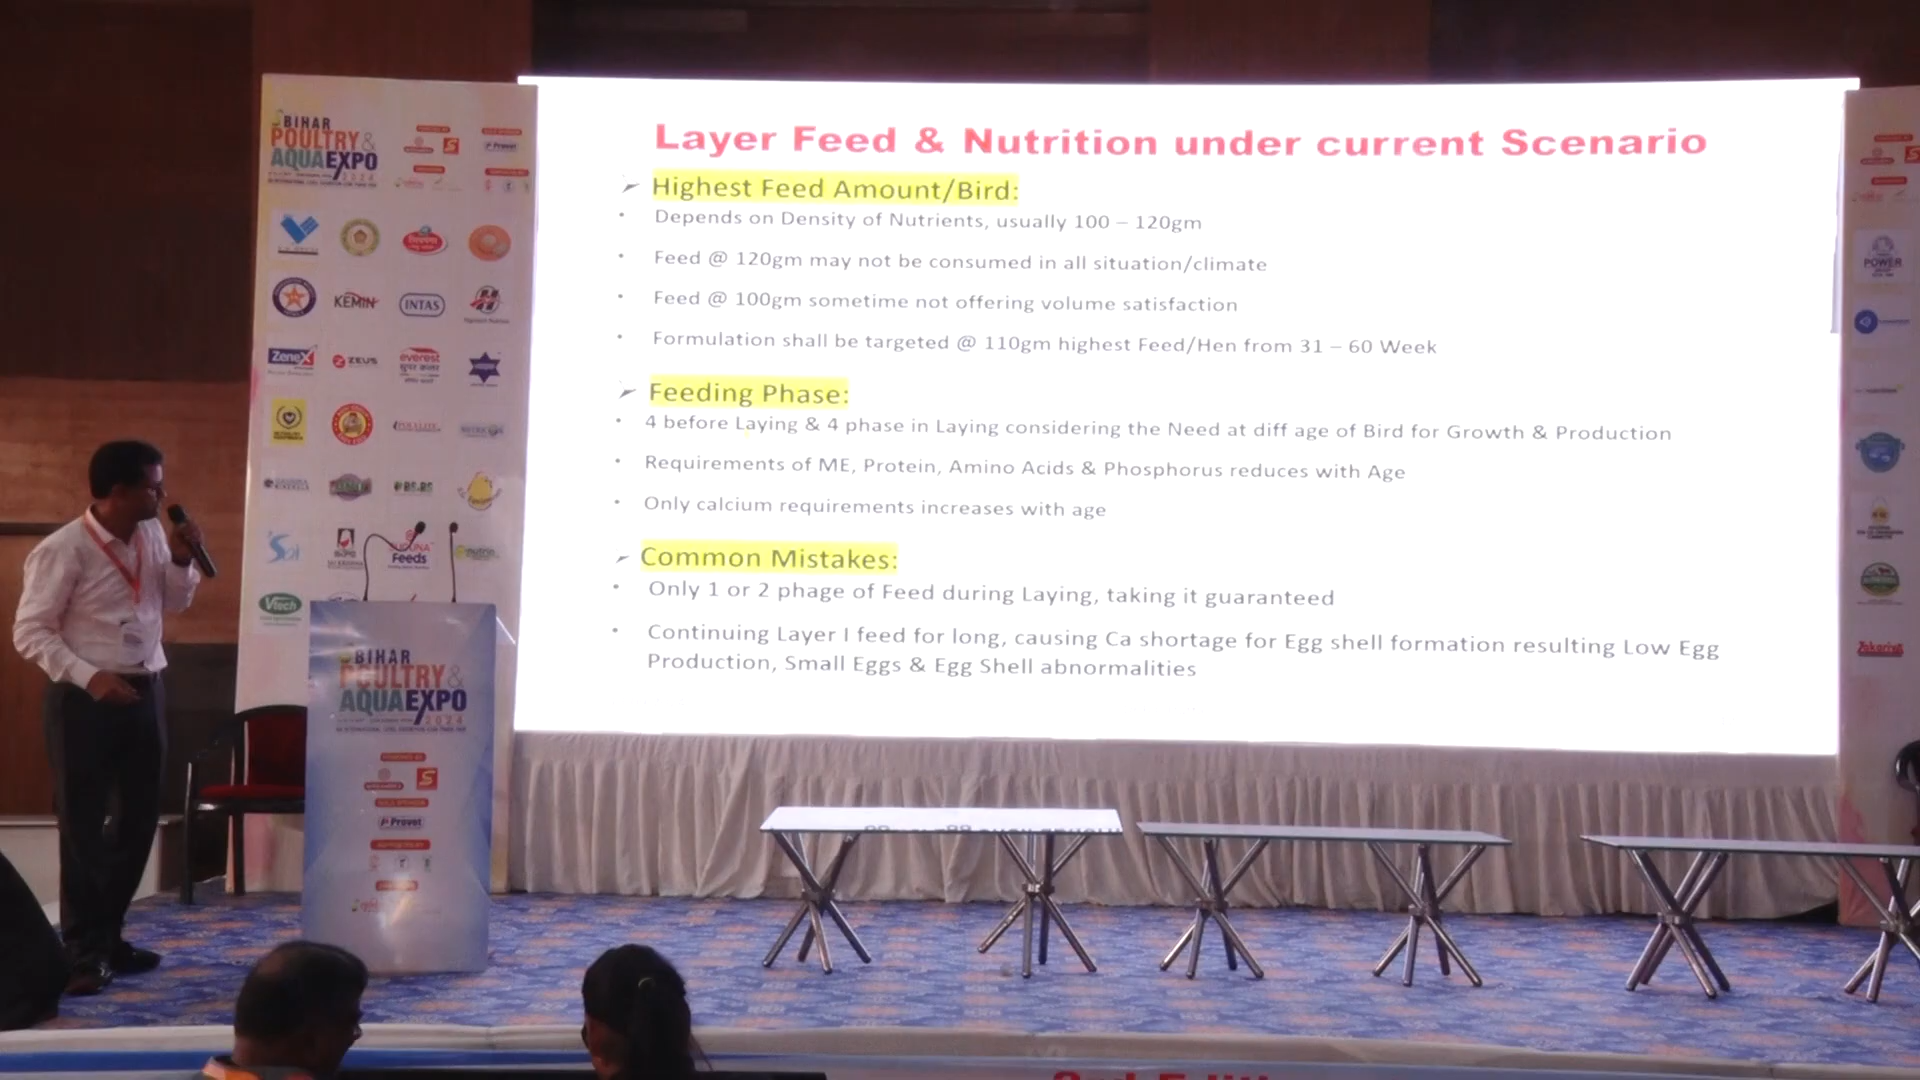 Layer Feed & Nutrition under current Scenario
Highest Feed Amount/Bird:
Depends on Density of Nutrients, usually 100 – 120gm
Feed @ 120gm may not be consumed in all situation/climate
Feed @ 100gm sometime not offering volume satisfaction
Formulation shall be targeted @ 110gm highest Feed/Hen from 31 – 60 Week
Feeding Phase:
4 before Laying & 4 phase in Laying considering the Need at diff age of Bird for Growth & Production
Requirements of ME, Protein, Amino Acids & Phosphorus reduces with Age
Only calcium requirements increases with age
Common Mistakes:
Only 1 or 2 phage of Feed during Laying, taking it guaranteed
Continuing Layer I feed for long, causing Ca shortage for Egg shell formation resulting Low Egg
Production, Small Eggs & Egg Shell abnormalities
BIHAR
POULTRY &
AQUA EXPO
2024
Provet
KEMIN
INTAS
ZeneX
ZEUS
everest
BS.BS
Feeds
Vtech
BIHAR
POULTRY &
AQUA EXPO
2024
Provet
POWER